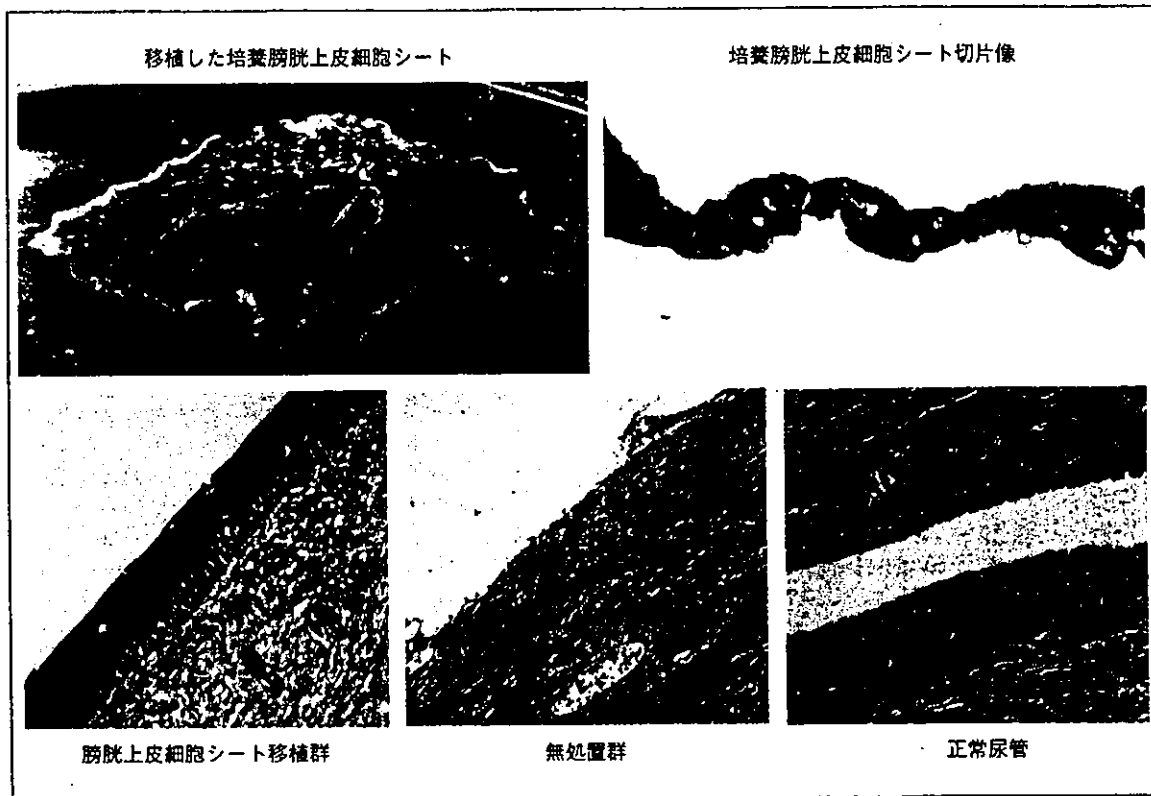 移植した培養膀胱上皮細胞シート
培養膀胱上皮細胞シート切片像
膀胱上皮細胞シート移植群
無処置群
正常尿管